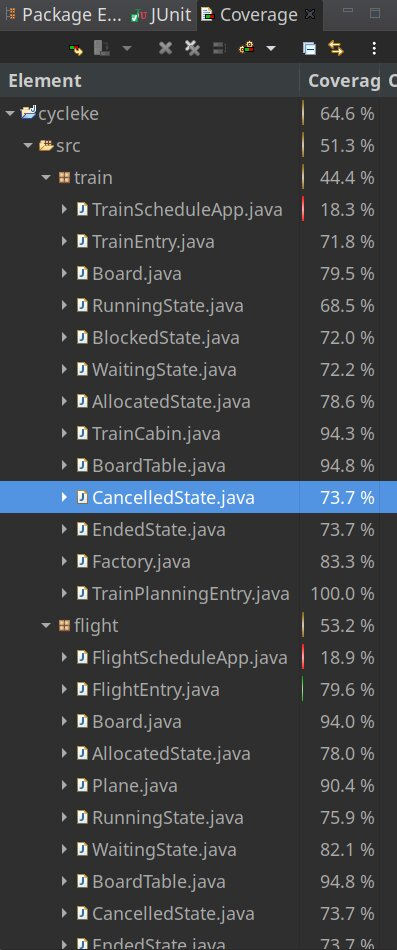 Package E... JUnit Coverage
Element Coverag C
cycleke 64.6 %
src 51.3 %
train 44.4 %
TrainScheduleApp.java 18.3 %
TrainEntry.java 71.8 %
Board.java 79.5 %
RunningState.java 68.5 %
BlockedState.java 72.0 %
WaitingState.java 72.2 %
AllocatedState.java 78.6 %
TrainCabin.java 94.3 %
BoardTable.java 94.8 %
CancelledState.java 73.7 %
EndedState.java 73.7 %
Factory.java 83.3 %
TrainPlanningEntry.java 100.0 %
flight 53.2 %
FlightScheduleApp.java 18.9 %
FlightEntry.java 79.6 %
Board.java 94.0 %
AllocatedState.java 78.0 %
Plane.java 90.4 %
RunningState.java 75.9 %
WaitingState.java 82.1 %
BoardTable.java 94.8 %
CancelledState.java 73.7 %
EndedState.java 73.7 %